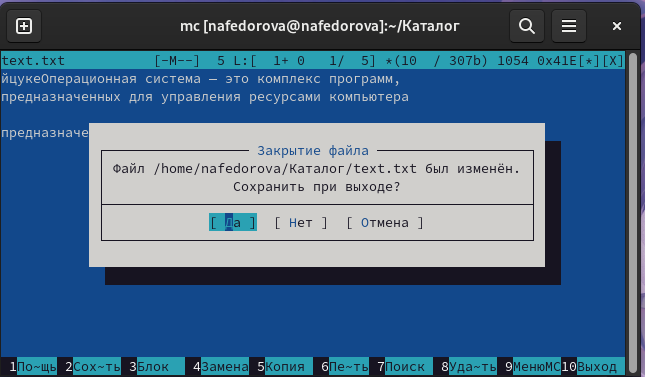 mc [nafedorova@nafedorova]:~/Каталог
text.txt [-M--] 5 L:[ 1+ 0 1/ 5] *(10 / 307b) 1054 0x41E[*][X]
йцукеОперационная система — это комплекс программ,
предназначенных для управления ресурсами компьютера
предназначе
Закрытие файла
Файл /home/nafedorova/Каталог/text.txt был изменён.
Сохранить при выходе?
[ Да ] [ Нет ] [ Отмена ]
1По~щь 2Сох~ть 3Блок 4Замена 5Копия 6Пе~ть 7Поиск 8Уда~ть 9МенюМС10Выход